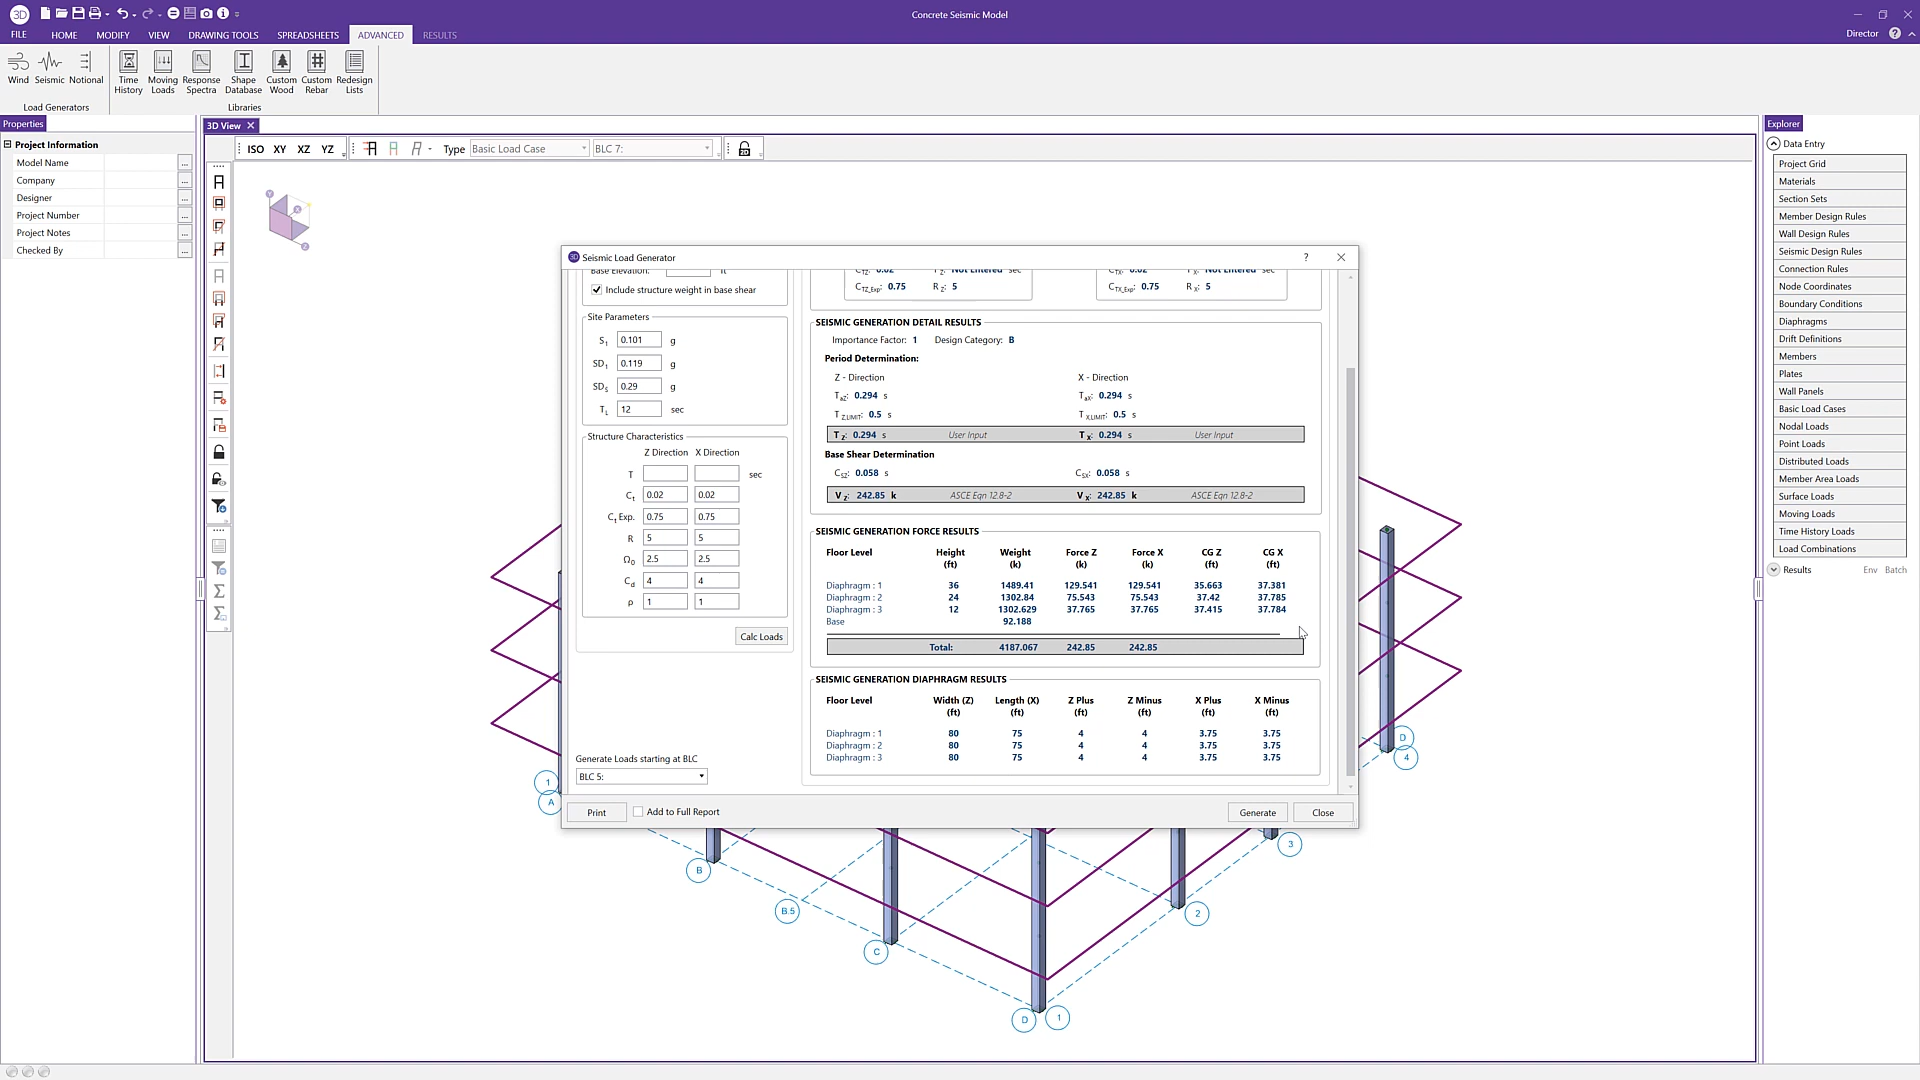 3D
Concrete Seismic Model
FILE HOME MODIFY VIEW DRAWING TOOLS SPREADSHEETS ADVANCED RESULTS
Director
Wind Seismic Notional
Time History
Moving Loads
Response Spectra
Shape Database
Custom Wood
Custom Rebar
Redesign Lists
Load Generators
Libraries
Properties
Project Information
Model Name ...
Company ...
Designer ...
Project Number ...
Project Notes ...
Checked By ...
3D View
ISO XY XZ YZ Type Basic Load Case BLC 7:
Seismic Load Generator
?
Base Elevation: ft
Include structure weight in base shear
Site Parameters
S1 0.101 g
SD1 0.119 g
SDS 0.29 g
TL 12 sec
Structure Characteristics
Z Direction X Direction
T sec
Ct 0.02 0.02
Ct Exp. 0.75 0.75
R 5 5
Ω0 2.5 2.5
Cd 4 4
ρ 1 1
Calc Loads
Generate Loads starting at BLC
BLC 5:
CTZ: 0.02 TZ: Not Entered sec CTX: 0.02 TX: Not Entered sec
CTZ_Exp: 0.75 R Z: 5 CTX_Exp: 0.75 R X: 5
SEISMIC GENERATION DETAIL RESULTS
Importance Factor: 1 Design Category: B
Period Determination:
Z - Direction X - Direction
TaZ: 0.294 s TaX: 0.294 s
T Z,LIMIT: 0.5 s T X,LIMIT: 0.5 s
T Z: 0.294 s User Input T X: 0.294 s User Input
Base Shear Determination
CSZ: 0.058 s CSX: 0.058 s
V Z: 242.85 k ASCE Eqn 12.8-2 V X: 242.85 k ASCE Eqn 12.8-2
SEISMIC GENERATION FORCE RESULTS
Floor Level Height Weight Force Z Force X CG Z CG X
(ft) (k) (k) (k) (ft) (ft)
Diaphragm : 1 36 1489.41 129.541 129.541 35.663 37.381
Diaphragm : 2 24 1302.84 75.543 75.543 37.42 37.785
Diaphragm : 3 12 1302.629 37.765 37.765 37.415 37.784
Base 92.188
Total: 4187.067 242.85 242.85
SEISMIC GENERATION DIAPHRAGM RESULTS
Floor Level Width (Z) Length (X) Z Plus Z Minus X Plus X Minus
(ft) (ft) (ft) (ft) (ft) (ft)
Diaphragm : 1 80 75 4 4 3.75 3.75
Diaphragm : 2 80 75 4 4 3.75 3.75
Diaphragm : 3 80 75 4 4 3.75 3.75
Print Add to Full Report Generate Close
1
A
B
B.5
C
D
1
2
3
D
4
Explorer
Data Entry
Project Grid
Materials
Section Sets
Member Design Rules
Wall Design Rules
Seismic Design Rules
Connection Rules
Node Coordinates
Boundary Conditions
Diaphragms
Drift Definitions
Members
Plates
Wall Panels
Basic Load Cases
Nodal Loads
Point Loads
Distributed Loads
Member Area Loads
Surface Loads
Moving Loads
Time History Loads
Load Combinations
Results Env Batch